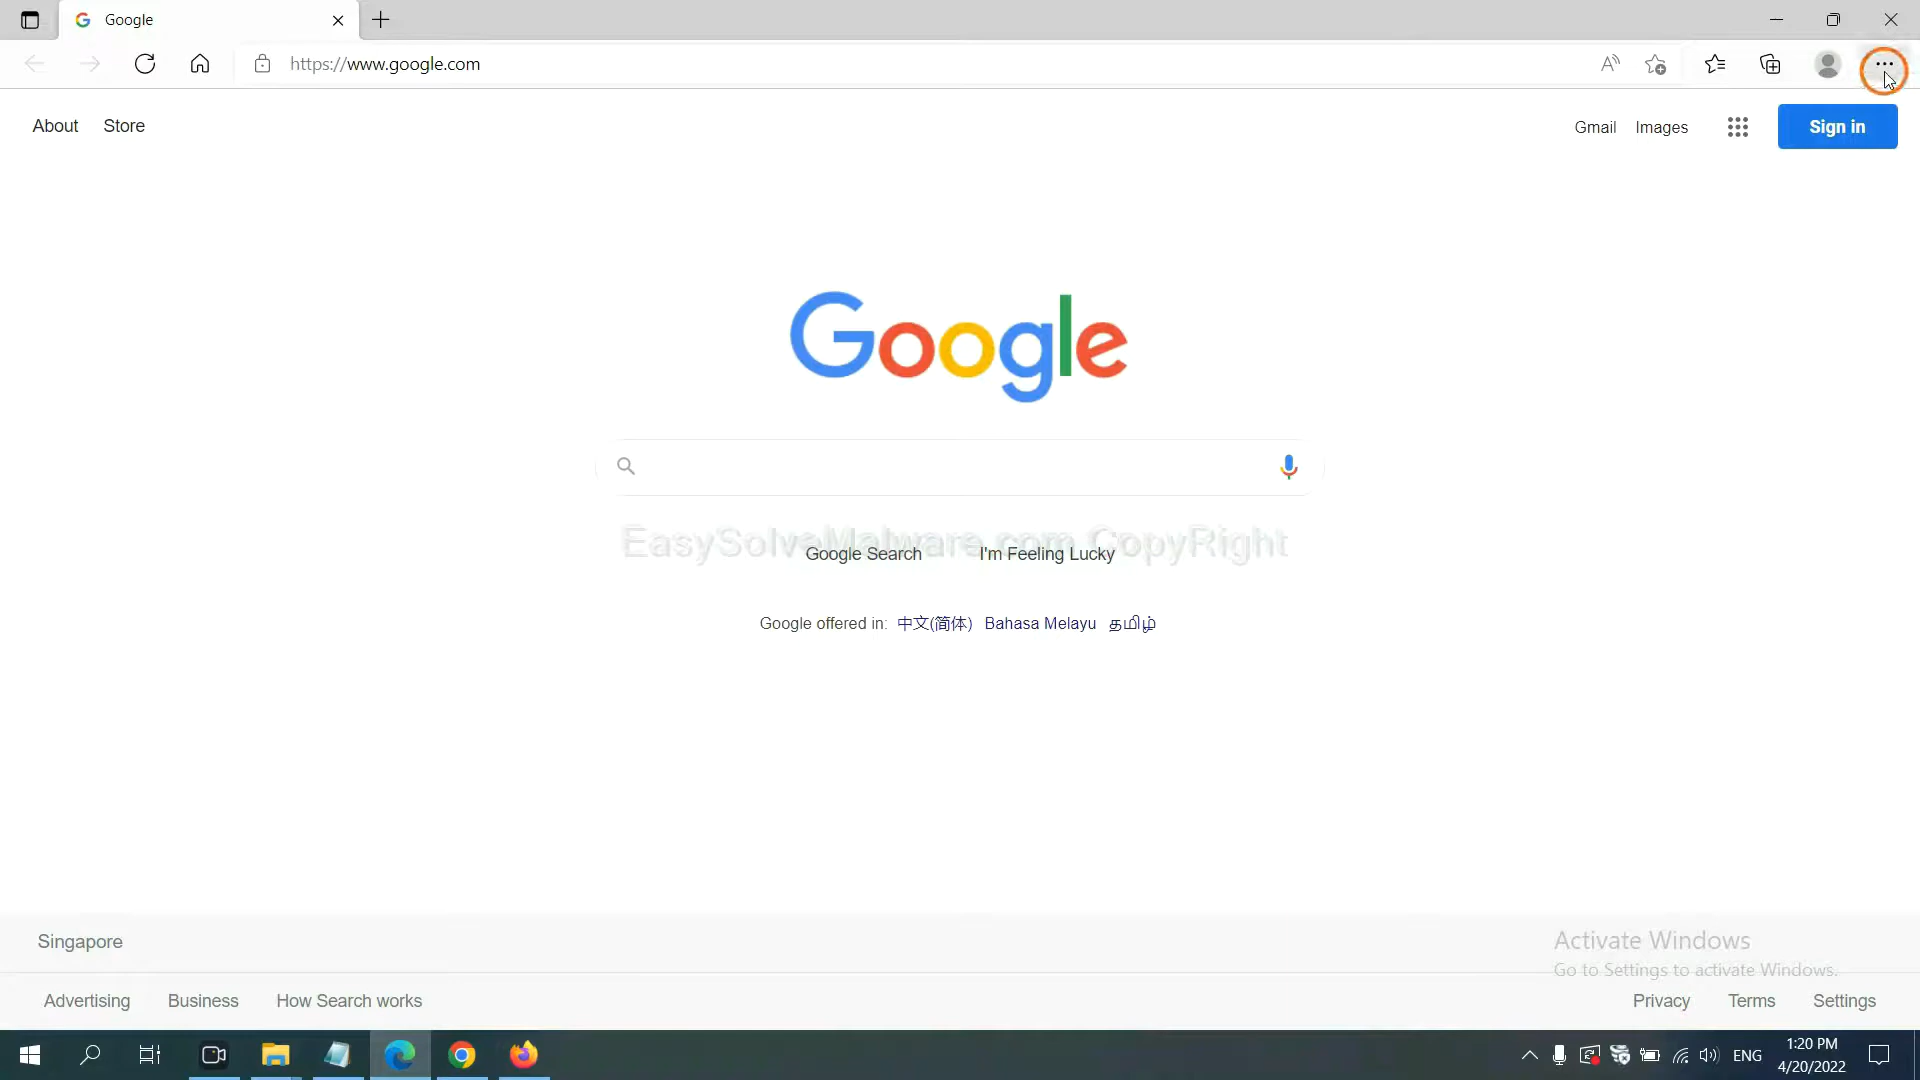 Google
https://www.google.com
About Store
Gmail Images Sign in
Google
EasySolveMalware.com CopyRight
Google Search I'm Feeling Lucky
Google offered in: 中文(简体) Bahasa Melayu தமிழ்
Singapore
Activate Windows
Go to Settings to activate Windows.
Advertising Business How Search works
Privacy Terms Settings
ENG
1:20 PM
4/20/2022